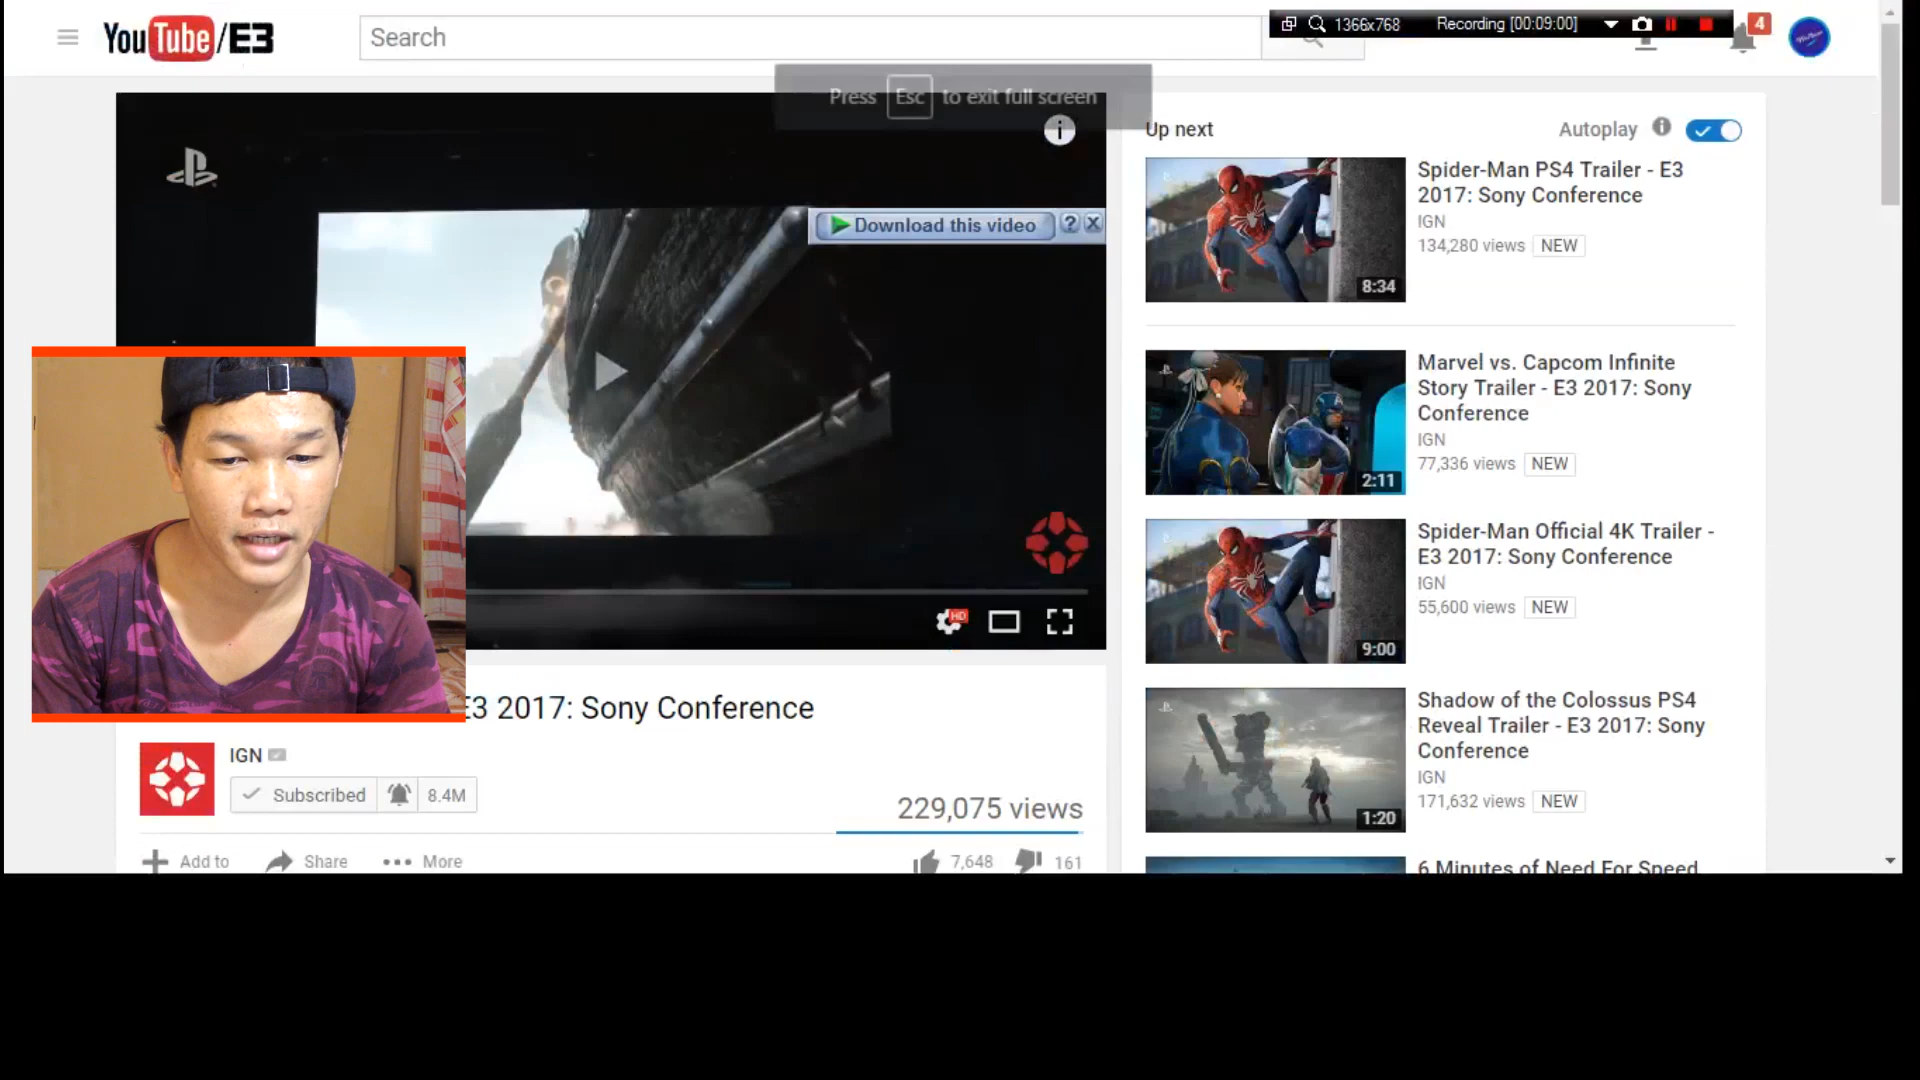 YouTube/E3
Search
1366x768
Recording [00:09:00]
4
Press Esc to exit full screen
Download this video
?
X
HD
E3 2017: Sony Conference
IGN
Subscribed
8.4M
229,075 views
Add to
Share
More
7,648
161
Up next
Autoplay
Spider-Man PS4 Trailer - E3
2017: Sony Conference
IGN
134,280 views NEW
8:34
Marvel vs. Capcom Infinite
Story Trailer - E3 2017: Sony
Conference
IGN
77,336 views NEW
2:11
Spider-Man Official 4K Trailer -
E3 2017: Sony Conference
IGN
55,600 views NEW
9:00
Shadow of the Colossus PS4
Reveal Trailer - E3 2017: Sony
Conference
IGN
171,632 views NEW
1:20
6 Minutes of Need For Speed